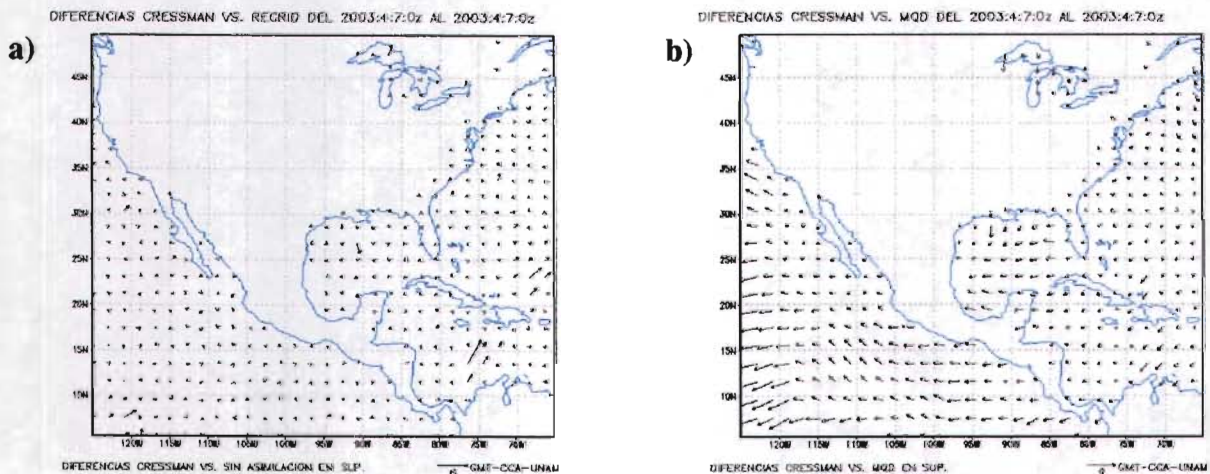 DIFERENCIAS CRESSMAN VS. REGRID DEL 2003:4:7:0z AL 2003:4:7:0z
a)
45N
40N
35N
30N
25N
20N
15N
10N
120W 115W 110W 105W 100W 95W 90W 85W 80W 75W 70W
DIFERENCIAS CRESSMAN VS. SIN ASIMILACION EN SUP.
GMT-CCA-UNAM
DIFERENCIAS CRESSMAN VS. MQD DEL 2003:4:7:0z AL 2003:4:7:0z
b)
45N
40N
35N
30N
25N
20N
15N
10N
120W 115W 110W 105W 100W 95W 90W 85W 80W 75W 70W
DIFERENCIAS CRESSMAN VS. MQD EN SUP.
GMT-CCA-UNAM